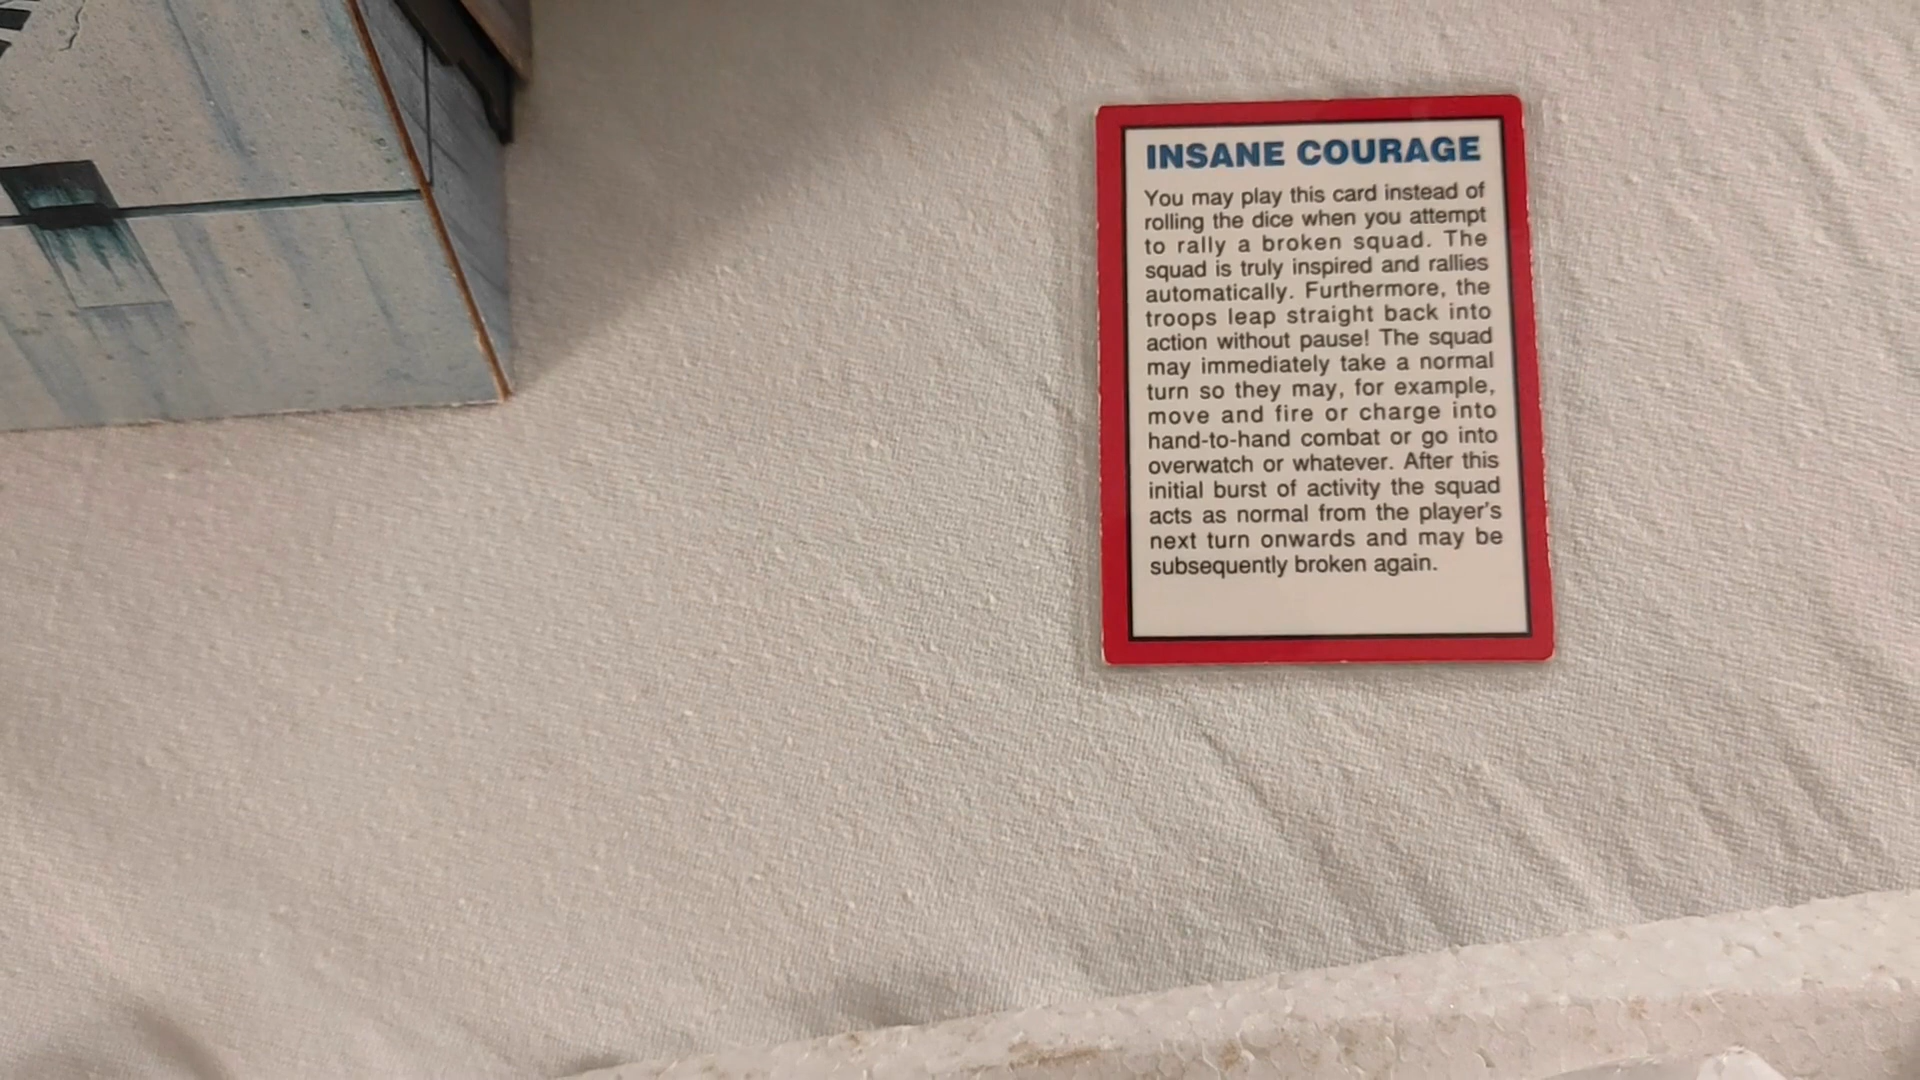 INSANE COURAGE
You may play this card instead of
rolling the dice when you attempt
to rally a broken squad. The
squad is truly inspired and rallies
automatically. Furthermore, the
troops leap straight back into
action without pause! The squad
may immediately take a normal
turn so they may, for example,
move and fire or charge into
hand-to-hand combat or go into
overwatch or whatever. After this
initial burst of activity the squad
acts as normal from the player's
next turn onwards and may be
subsequently broken again.